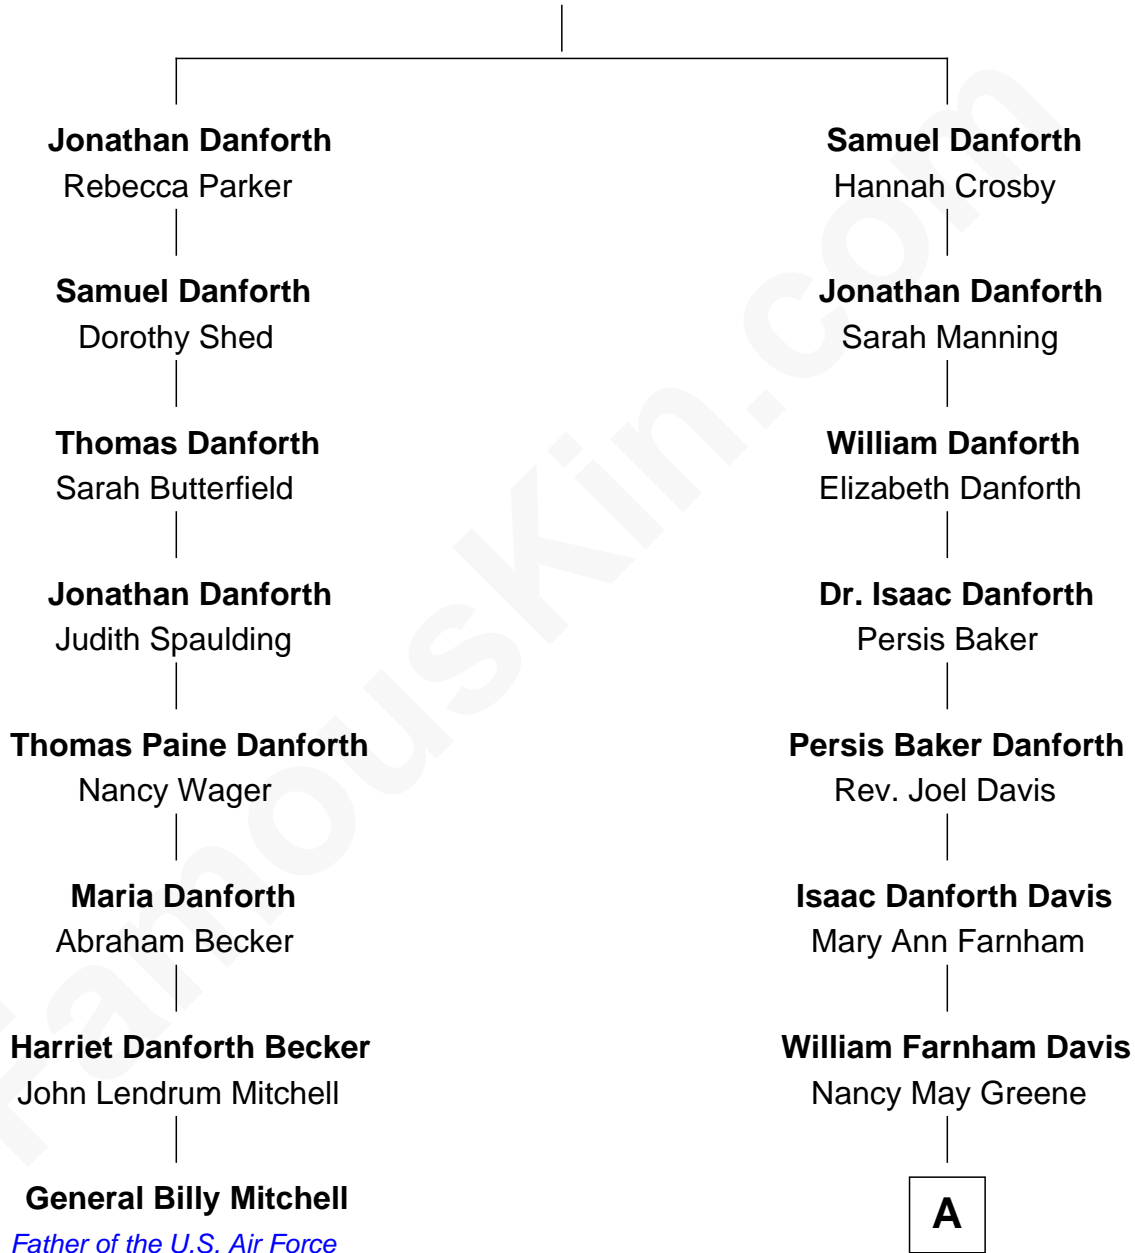 Jonathan Danforth
Rebecca Parker
Samuel Danforth
Dorothy Shed
Thomas Danforth
Sarah Butterfield
Jonathan Danforth
Judith Spaulding
Thomas Paine Danforth
Nancy Wager
Maria Danforth
Abraham Becker
Harriet Danforth Becker
John Lendrum Mitchell
General Billy Mitchell
Father of the U.S. Air Force
Samuel Danforth
Hannah Crosby
Jonathan Danforth
Sarah Manning
William Danforth
Elizabeth Danforth
Dr. Isaac Danforth
Persis Baker
Persis Baker Danforth
Rev. Joel Davis
Isaac Danforth Davis
Mary Ann Farnham
William Farnham Davis
Nancy May Greene
A
FamousKin.com